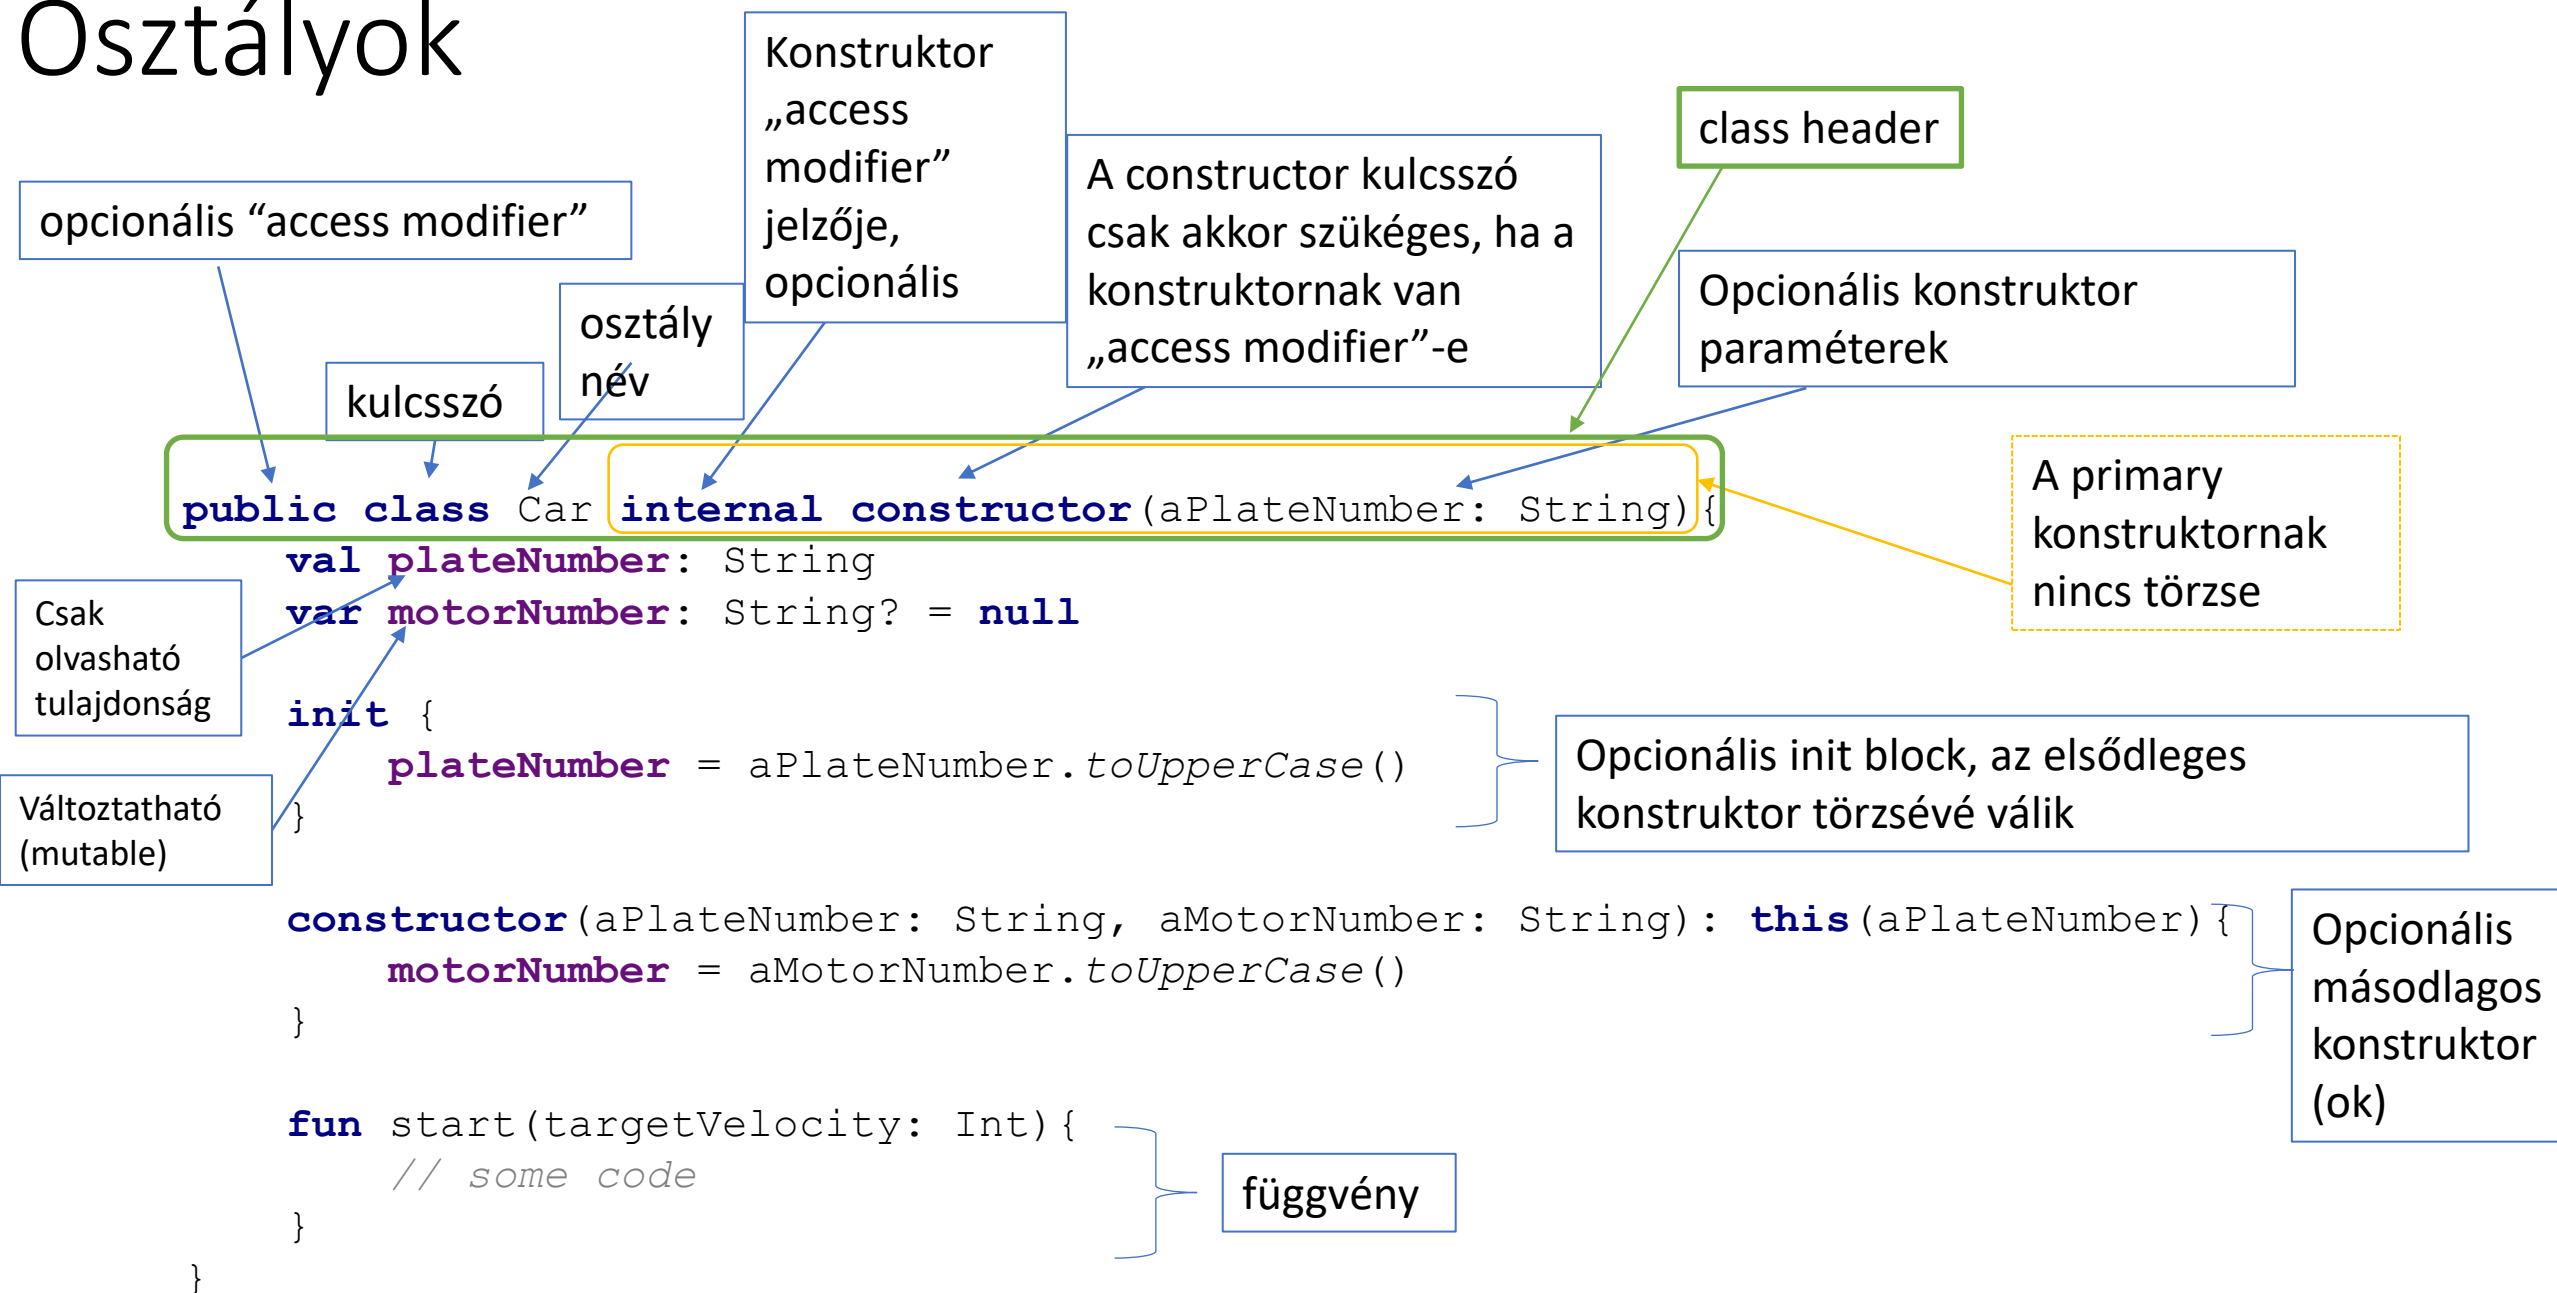 Osztályok
Konstruktor
„access
modifier”
jelzője,
opcionális
class header
A constructor kulcsszó
csak akkor szükéges, ha a
konstruktornak van
„access modifier”-e
opcionális “access modifier”
Opcionális konstruktor
paraméterek
osztály
név
kulcsszó
A primary
konstruktornak
nincs törzse
public class Car internal constructor(aPlateNumber: String){
val plateNumber: String
var motorNumber: String? = null
Csak
olvasható
tulajdonság
init {
plateNumber = aPlateNumber.toUpperCase()
}
Opcionális init block, az elsődleges
konstruktor törzsévé válik
Változtatható
(mutable)
constructor(aPlateNumber: String, aMotorNumber: String): this(aPlateNumber){
motorNumber = aMotorNumber.toUpperCase()
}
Opcionális
másodlagos
konstruktor
(ok)
fun start(targetVelocity: Int){
// some code
}
függvény
}